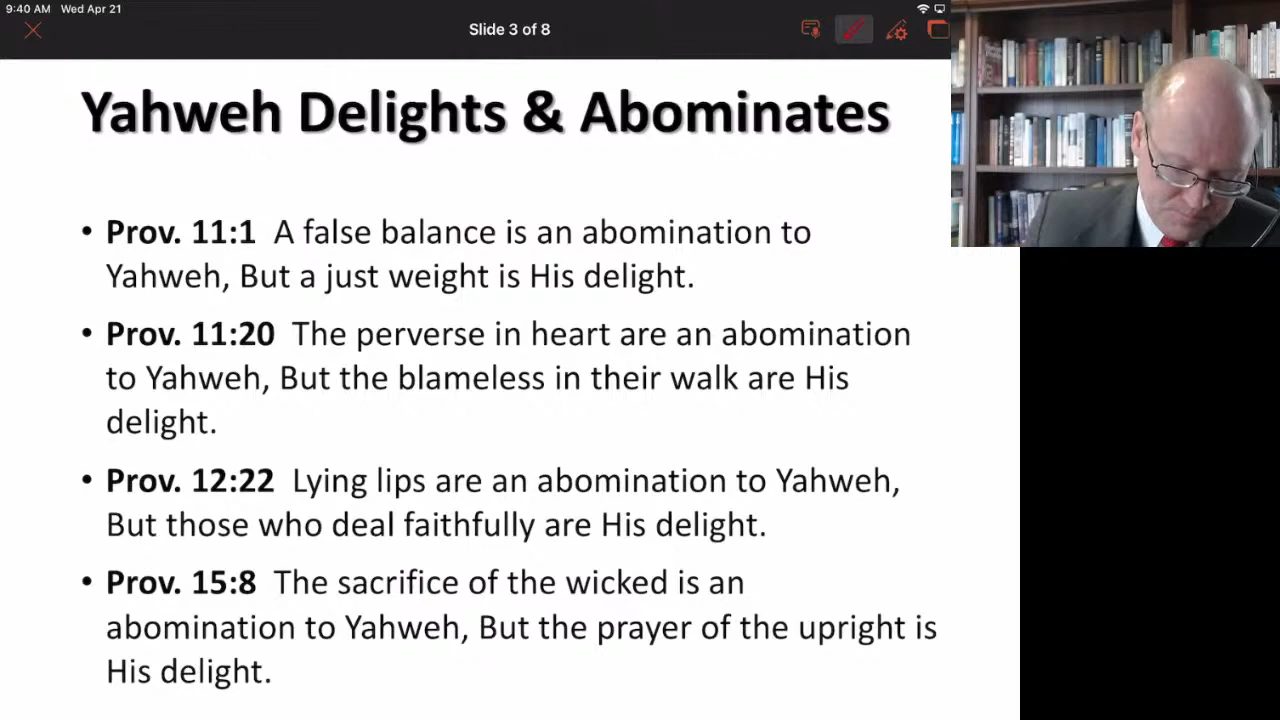 9:40 AM Wed Apr 21
Slide 3 of 8
Yahweh Delights & Abominates
• Prov. 11:1 A false balance is an abomination to
Yahweh, But a just weight is His delight.
• Prov. 11:20 The perverse in heart are an abomination
to Yahweh, But the blameless in their walk are His
delight.
• Prov. 12:22 Lying lips are an abomination to Yahweh,
But those who deal faithfully are His delight.
• Prov. 15:8 The sacrifice of the wicked is an
abomination to Yahweh, But the prayer of the upright is
His delight.